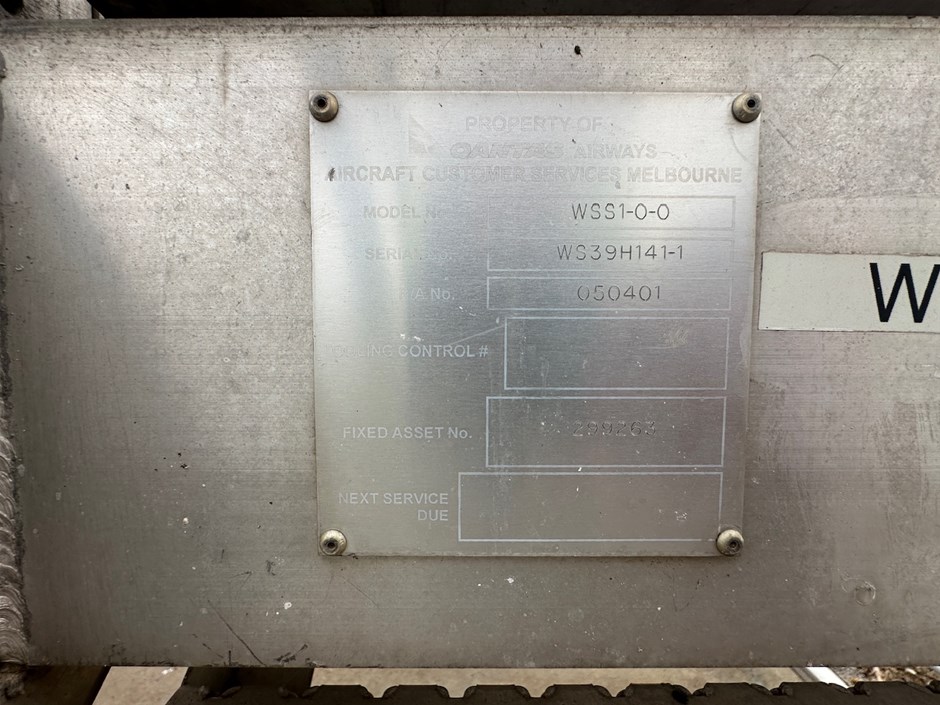 PROPERTY OF
QANTAS AIRWAYS
AIRCRAFT CUSTOMER SERVICES MELBOURNE
MODEL No. WSS1-0-0
SERIAL WS39H141-1
A.No. 050401
CONTROL #
FIXED ASSET No.
NEXT SERVICE
DUE
W